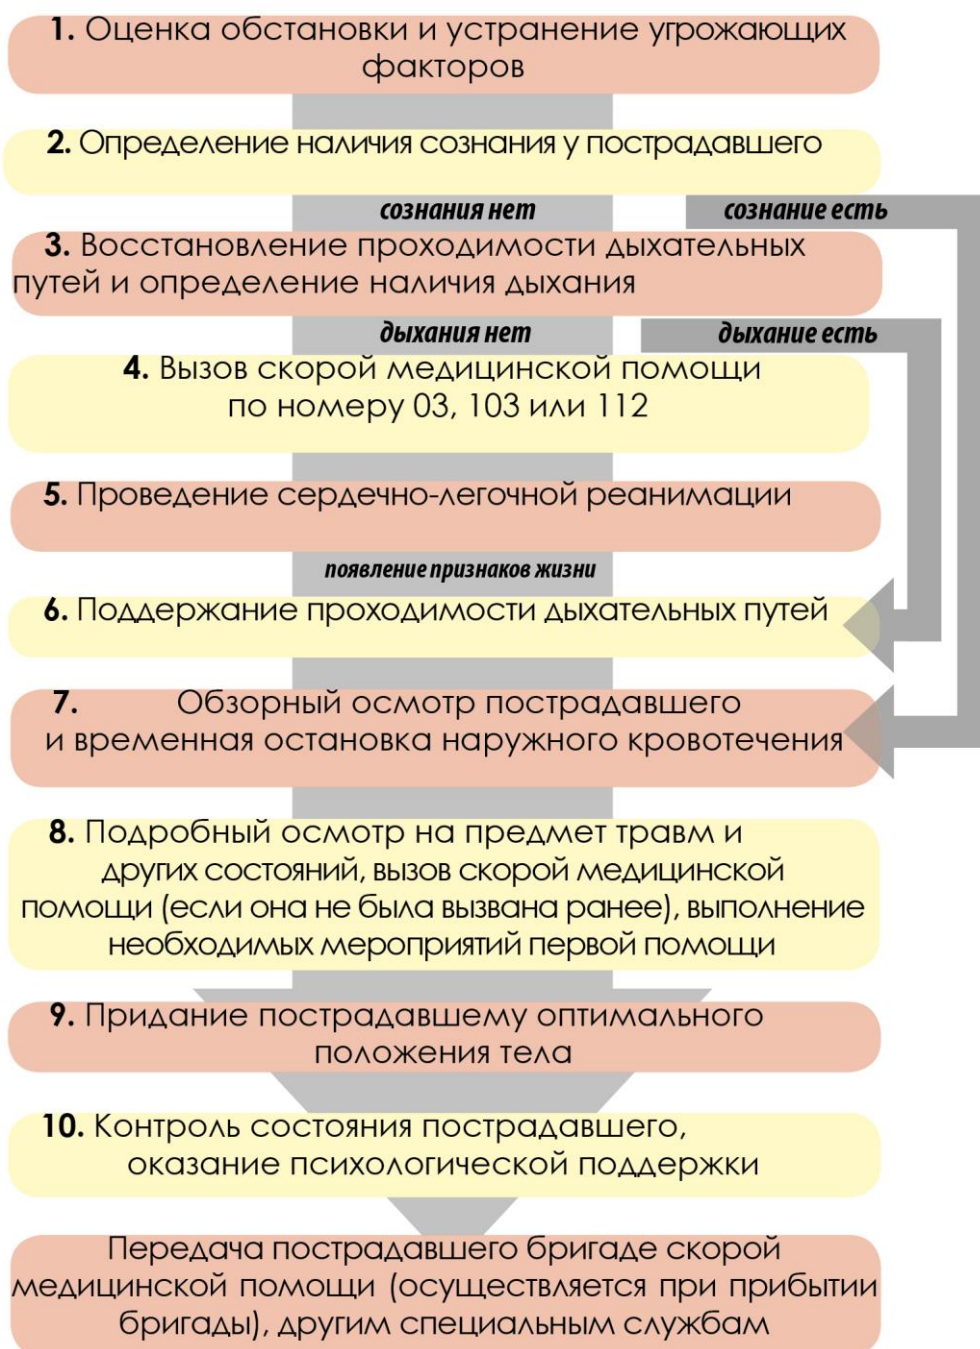 1. Оценка обстановки и устранение угрожающих
факторов
2. Определение наличия сознания у пострадавшего
сознания нет
сознание есть
3. Восстановление проходимости дыхательных
путей и определение наличия дыхания
дыхания нет
дыхание есть
4. Вызов скорой медицинской помощи
по номеру 03, 103 или 112
5. Проведение сердечно-легочной реанимации
появление признаков жизни
6. Поддержание проходимости дыхательных путей
7. Обзорный осмотр пострадавшего
и временная остановка наружного кровотечения
8. Подробный осмотр на предмет травм и
других состояний, вызов скорой медицинской
помощи (если она не была вызвана ранее), выполнение
необходимых мероприятий первой помощи
9. Придание пострадавшему оптимального
положения тела
10. Контроль состояния пострадавшего,
оказание психологической поддержки
Передача пострадавшего бригаде скорой
медицинской помощи (осуществляется при прибытии
бригады), другим специальным службам